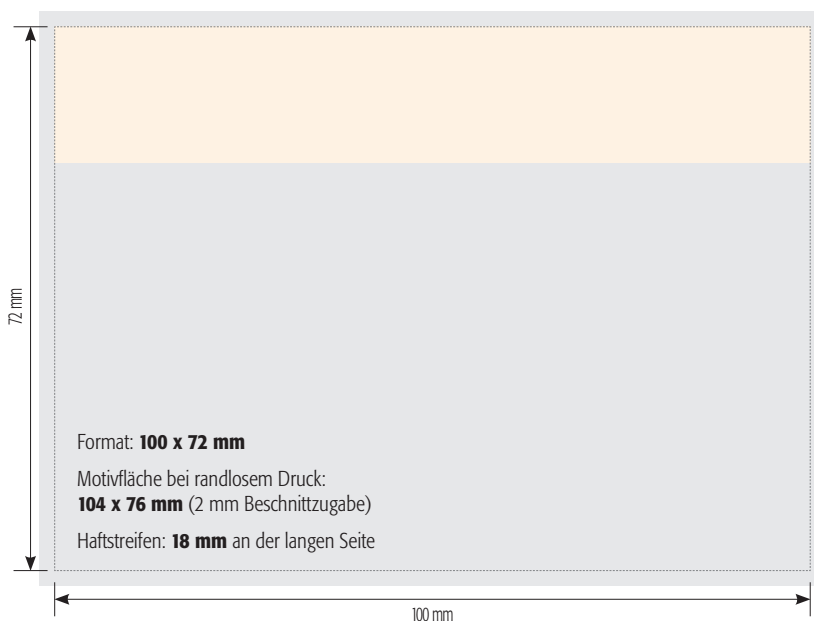 72 mm
Format: 100 x 72 mm
Motivfläche bei randlosem Druck:
104 x 76 mm (2 mm Beschnittzugabe)
Haftstreifen: 18 mm an der langen Seite
100 mm